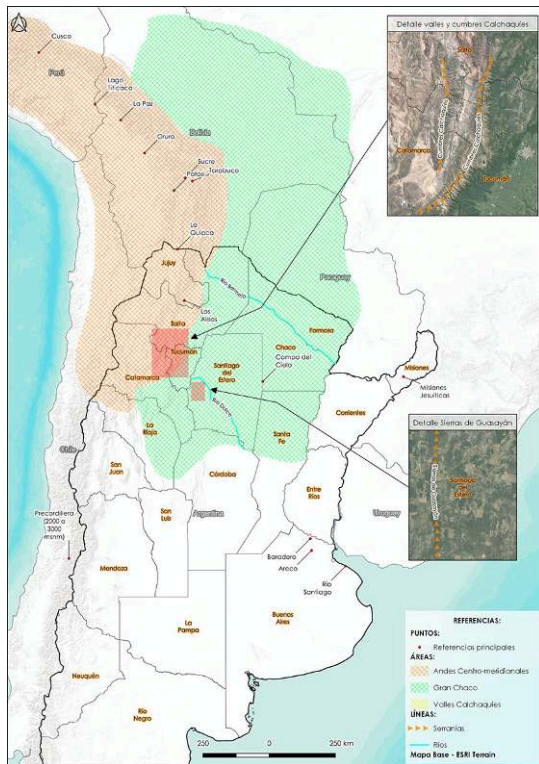 Cusco
Perú
Lago
Titicaca
La Paz
Bolivia
Oruro
Sucre
Potosí
Tarabuco
La
Quiaca
Jujuy
Paraguay
Río Bermejo
Los
Alisos
Salta
Formosa
Tucumán
Chaco
Santiago
del
Estero
Campo del
Cielo
Catamarca
Misiones
Misiones
Jesuíticas
Río Dulce
Corrientes
La
Rioja
Santa
Fe
Chile
San
Juan
Córdoba
Entre
Ríos
Uruguay
Precordillera
(2000 a
3000
msnm)
San
Luis
Argentina
Mendoza
Baradero
Areco
Río
Santiago
La
Pampa
Buenos
Aires
Neuquén
Río
Negro
250 0 250 km
Detalle valles y cumbres Calchaquíes
Salta
Cumbres Calchaquíes
Cumbres Calchaquíes
Catamarca
Tucumán
Detalle Sierras de Guasayán
Santiago
del
Estero
REFERENCIAS:
PUNTOS:
Referencias principales
ÁREAS:
Andes Centro-meridionales
Gran Chaco
Valles Calchaquíes
LÍNEAS:
Serranías
Ríos
Mapa Base - ESRI Terrain